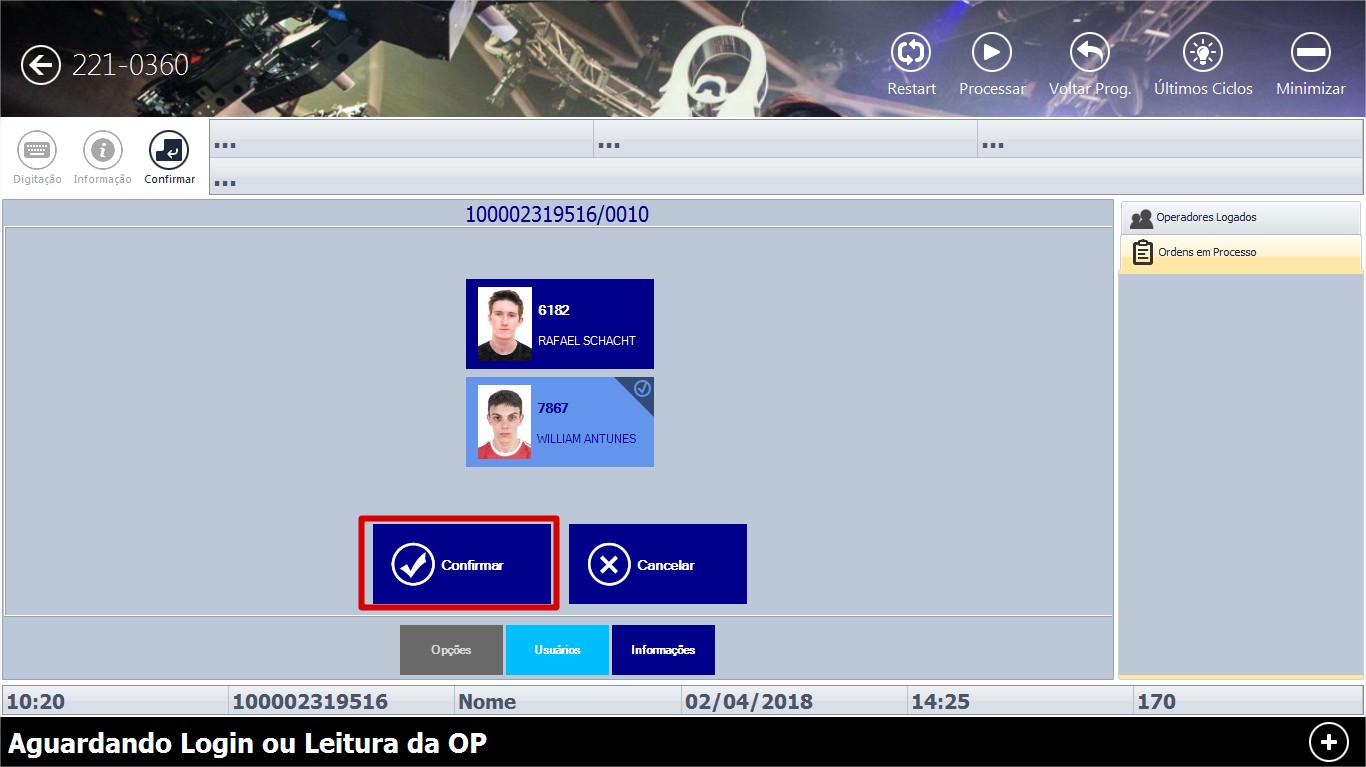 221-0360
Restart
Processar
Voltar Prog.
Últimos Ciclos
Minimizar
Digitação
Informação
Confirmar
...
...
...
...
100002319516/0010
Operadores Logados
Ordens em Processo
6182
RAFAEL SCHACHT
7867
WILLIAM ANTUNES
Confirmar
Cancelar
Opções
Usuários
Informações
10:20
100002319516
Nome
02/04/2018
14:25
170
Aguardando Login ou Leitura da OP